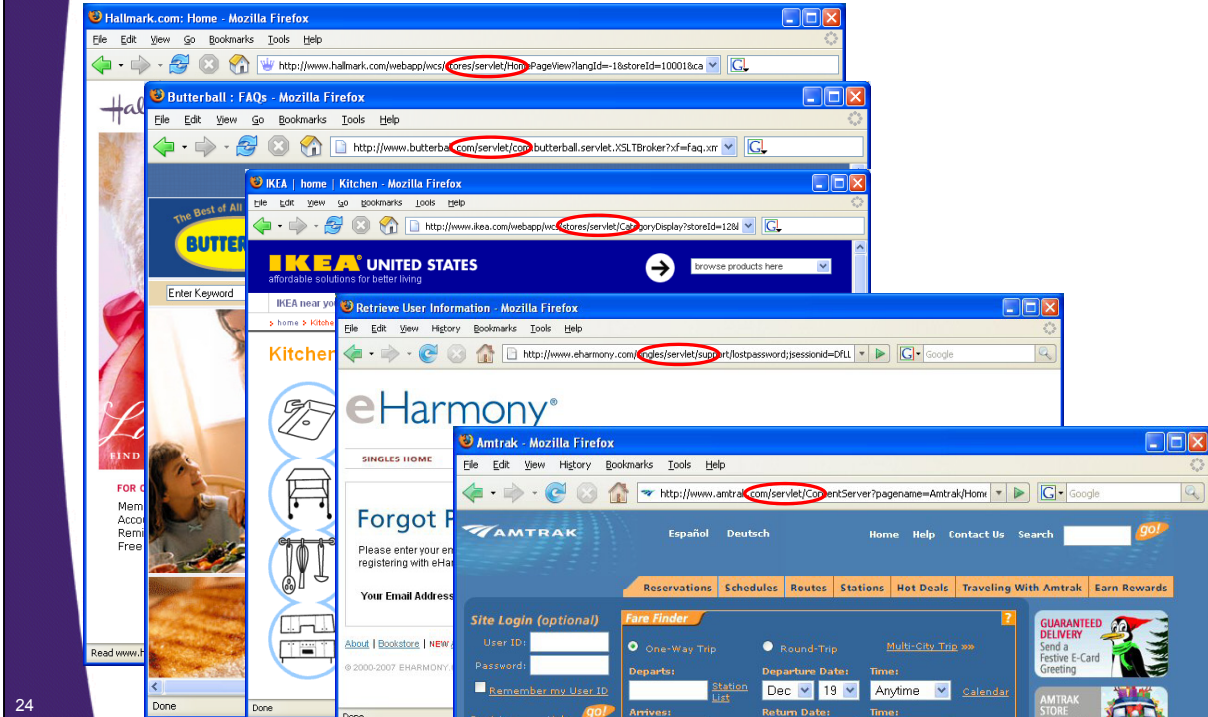 Hallmark.com: Home - Mozilla Firefox
File Edit View Go Bookmarks Tools Help
http://www.hallmark.com/webapp/wcs/stores/servlet/HomePageView?langId=-1&storeId=10001&ca
G
Butterball : FAQs - Mozilla Firefox
File Edit View Go Bookmarks Tools Help
http://www.butterball.com/servlet/com.butterball.servlet.XSLTBroker?xf=faq.xm
G
The Best of All
BUTTER
Enter Keyword
IKEA | home | Kitchen - Mozilla Firefox
File Edit View Go Bookmarks Tools Help
http://www.ikea.com/webapp/wcs/stores/servlet/CategoryDisplay?storeId=12&l
G
IKEA UNITED STATES
affordable solutions for better living
browse products here
IKEA near you
> home > Kitche
Kitchen
Retrieve User Information - Mozilla Firefox
File Edit View History Bookmarks Tools Help
http://www.eharmony.com/singles/servlet/support/lostpassword;jsessionid=DfLL
G Google
eHarmony®
SINGLES HOME
Forgot P
Please enter your em
registering with eHar
Your Email Address
About | Bookstore | NEW
© 2000-2007 EHARMONY,
Amtrak - Mozilla Firefox
File Edit View History Bookmarks Tools Help
http://www.amtrak.com/servlet/ContentServer?pagename=Amtrak/Home
G Google
AMTRAK
Español Deutsch Home Help Contact Us Search go!
Reservations Schedules Routes Stations Hot Deals Traveling With Amtrak Earn Rewards
Site Login (optional)
User ID:
Password:
Remember my User ID
go!
Fare Finder ?
One-Way Trip Round-Trip Multi-City Trip »»
Departs: Departure Date: Time:
Station List Dec 19 Anytime Calendar
Arrives: Return Date: Time:
GUARANTEED
DELIVERY
Send a
Festive E-Card
Greeting
AMTRAK
STORE
Hal
FIND
FOR C
Mem
Acco
Remi
Free
Read www.h
Done
Done
Done
24